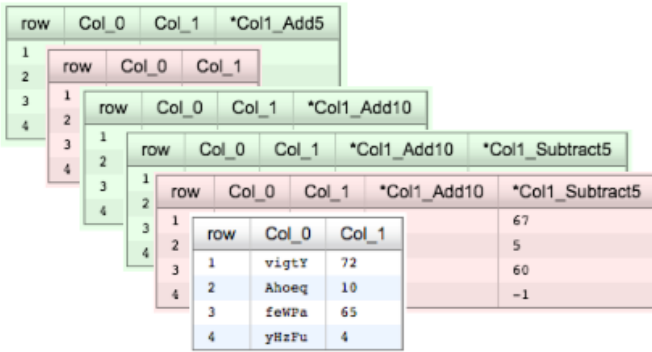 row Col_0 Col_1 *Col1_Add5
1
2
3
4
row Col_0 Col_1
1
2
3
4
row Col_0 Col_1 *Col1_Add10
1
2
3
4
row Col_0 Col_1 *Col1_Add10 *Col1_Subtract5
1
2
3
4
row Col_0 Col_1 *Col1_Add10 *Col1_Subtract5
1 67
2 5
3 60
4 -1
row Col_0 Col_1
1 vigtY 72
2 Ahoeq 10
3 feWPa 65
4 yHzFu 4